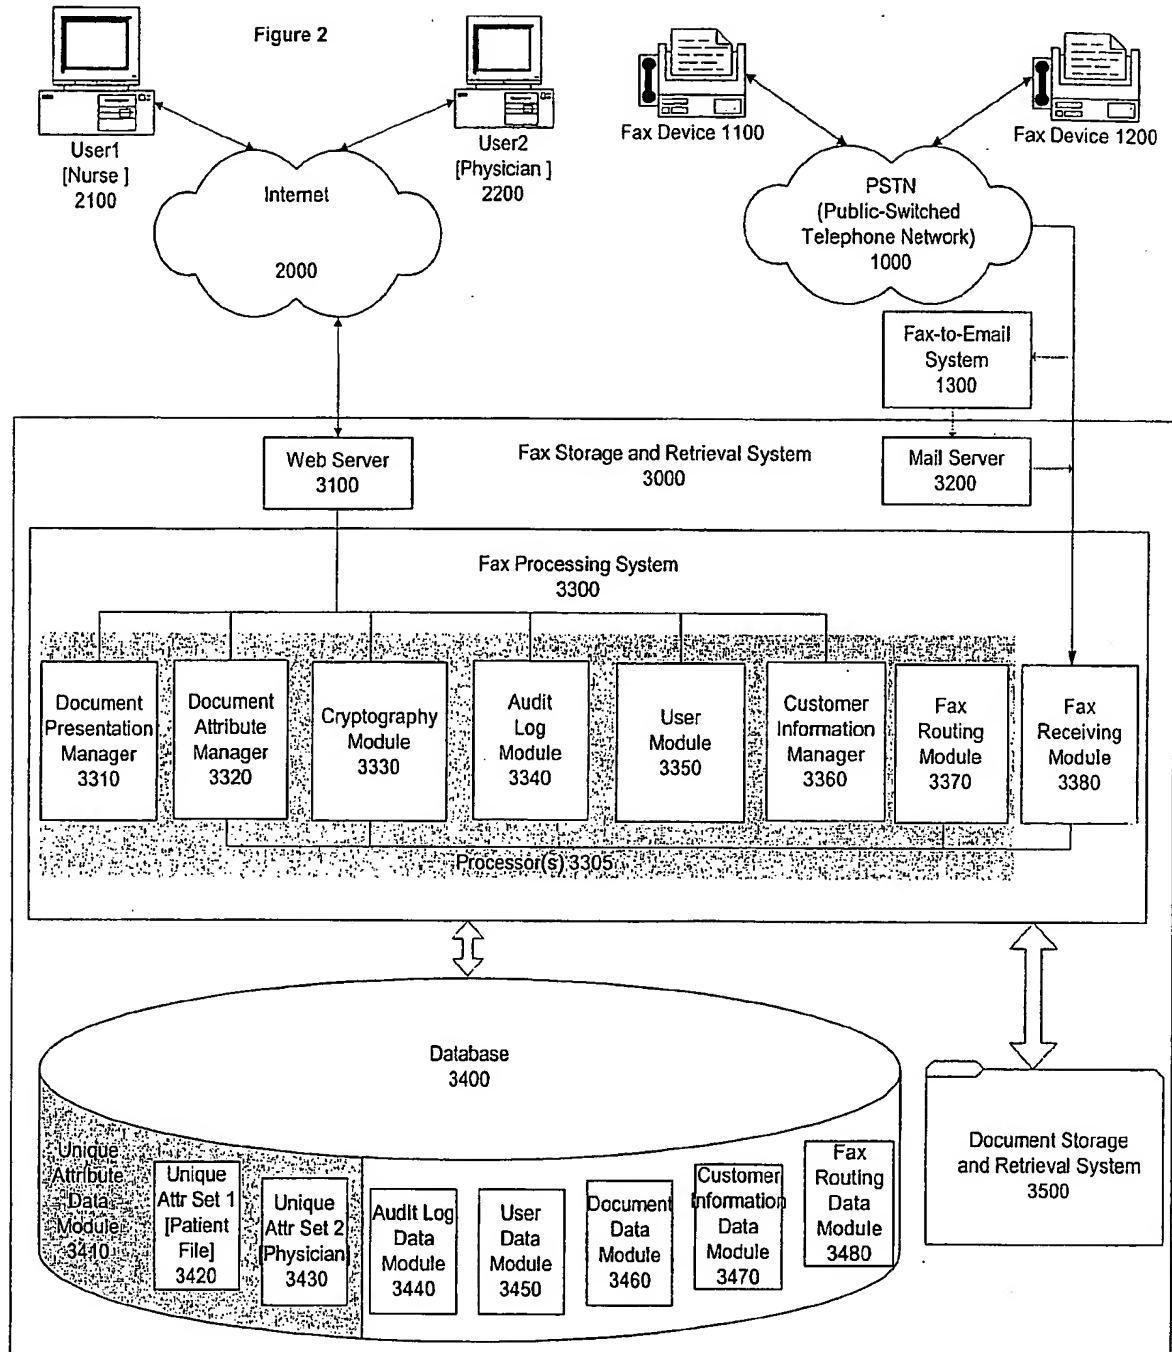 Figure 2
User1
[Nurse ]
2100
User2
[Physician ]
2200
Fax Device 1100
Fax Device 1200
Internet
2000
PSTN
(Public-Switched
Telephone Network)
1000
Fax-to-Email
System
1300
Web Server
3100
Fax Storage and Retrieval System
3000
Mail Server
3200
Fax Processing System
3300
Document
Presentation
Manager
3310
Document
Attribute
Manager
3320
Cryptography
Module
3330
Audit
Log
Module
3340
User
Module
3350
Customer
Information
Manager
3360
Fax
Routing
Module
3370
Fax
Receiving
Module
3380
Processor(s) 3305
Database
3400
Unique
Attribute
Data
Module
3410
Unique
Attr Set 1
[Patient
File]
3420
Unique
Attr Set 2
[Physician]
3430
Audit Log
Data
Module
3440
User
Data
Module
3450
Document
Data
Module
3460
Customer
Information
Data
Module
3470
Fax
Routing
Data
Module
3480
Document Storage
and Retrieval System
3500